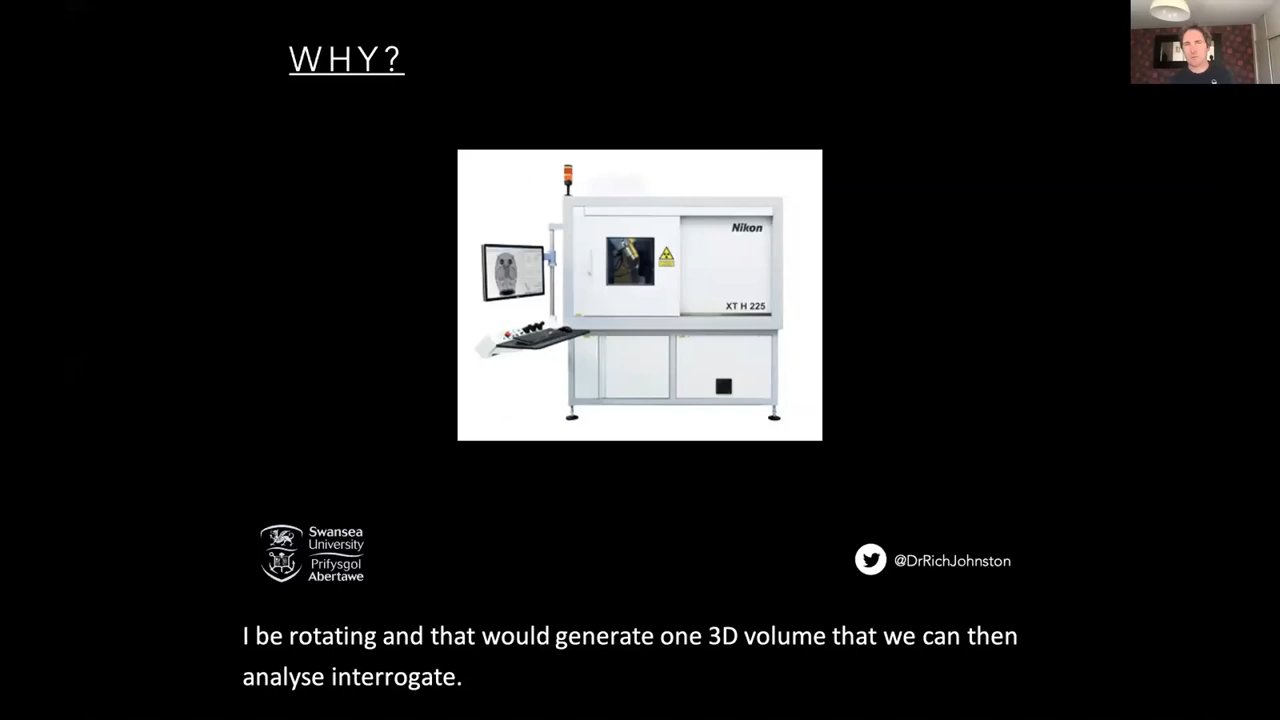 WHY?
Nikon
XT H 225
Swansea
University
Prifysgol
Abertawe
@DrRichJohnston
I be rotating and that would generate one 3D volume that we can then
analyse interrogate.